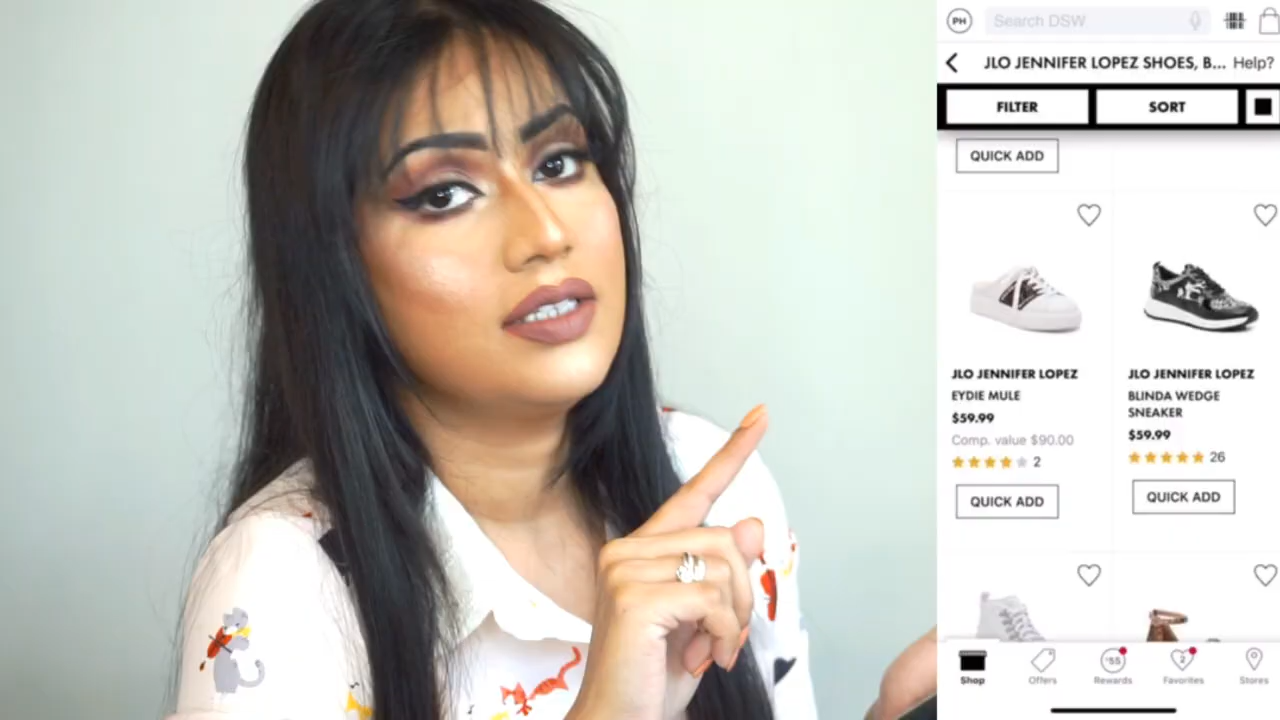 PH
Search DSW
JLO JENNIFER LOPEZ SHOES, B...
Help?
FILTER
SORT
QUICK ADD
JLO JENNIFER LOPEZ
EYDIE MULE
$59.99
Comp. value $90.00
2
QUICK ADD
JLO JENNIFER LOPEZ
BLINDA WEDGE
SNEAKER
$59.99
26
QUICK ADD
Shop
Offers
$55
Rewards
2
Favorites
Stores